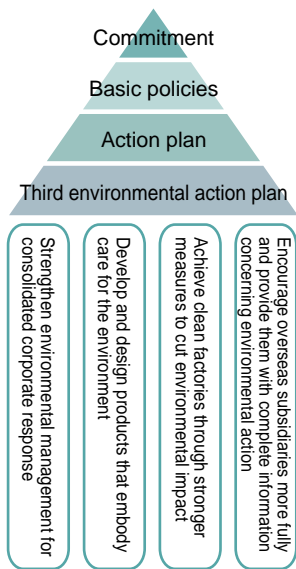 Commitment
Basic policies
Action plan
Third environmental action plan
Strengthen environmental management for
consolidated corporate response
Develop and design products that embody
care for the environment
Achieve clean factories through stronger
measures to cut environmental impact
Encourage overseas subsidiaries more fully
and provide them with complete information
concerning environmental action